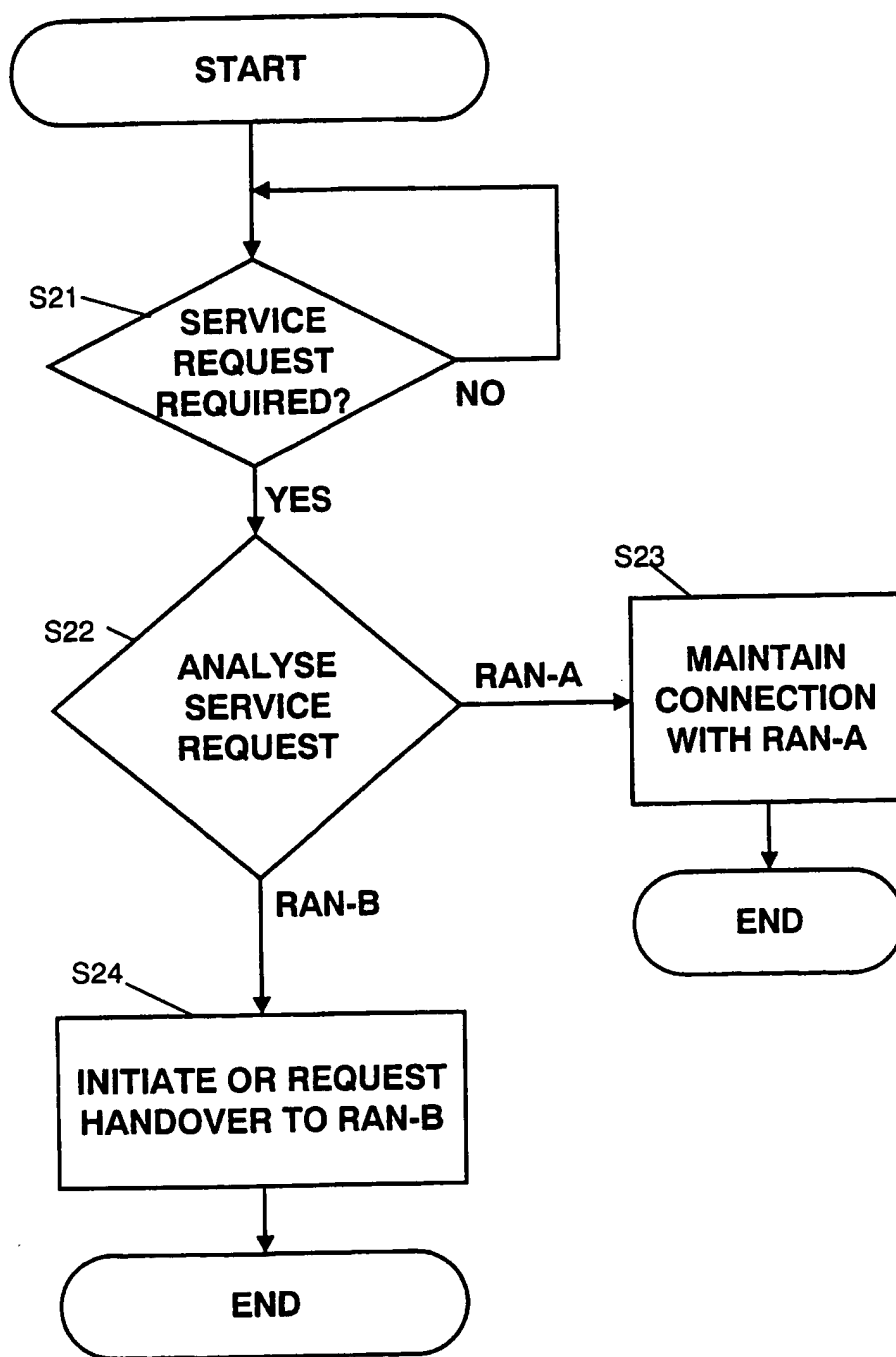 START
S21
SERVICE
REQUEST
REQUIRED?
NO
YES
S22
ANALYSE
SERVICE
REQUEST
RAN-A
S23
MAINTAIN
CONNECTION
WITH RAN-A
END
RAN-B
S24
INITIATE OR REQUEST
HANDOVER TO RAN-B
END